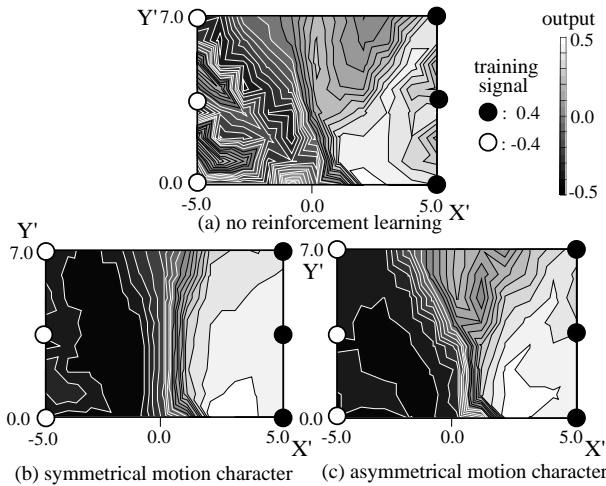 Y'
7.0
0.0
-5.0
0.0
5.0
X'
(a) no reinforcement learning
output
0.5
0.0
-0.5
training
signal
: 0.4
: -0.4
Y'
7.0
0.0
-5.0
0.0
5.0
X'
(b) symmetrical motion character
7.0
Y'
0.0
-5.0
0.0
5.0
X'
(c) asymmetrical motion character